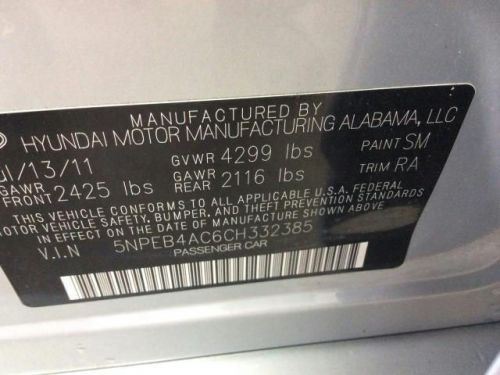 MANUFACTURED BY
HYUNDAI MOTOR MANUFACTURING ALABAMA, LLC
/13/11 GVWR 4299 lbs PAINT SM
GAWR FRONT 2425 lbs GAWR REAR 2116 lbs TRIM RA
THIS VEHICLE CONFORMS TO ALL APPLICABLE U.S.A. FEDERAL
MOTOR VEHICLE SAFETY, BUMPER, AND THEFT PREVENTION STANDARDS
IN EFFECT ON THE DATE OF MANUFACTURE SHOWN ABOVE.
V.I.N 5NPEB4AC6CH332385
PASSENGER CAR